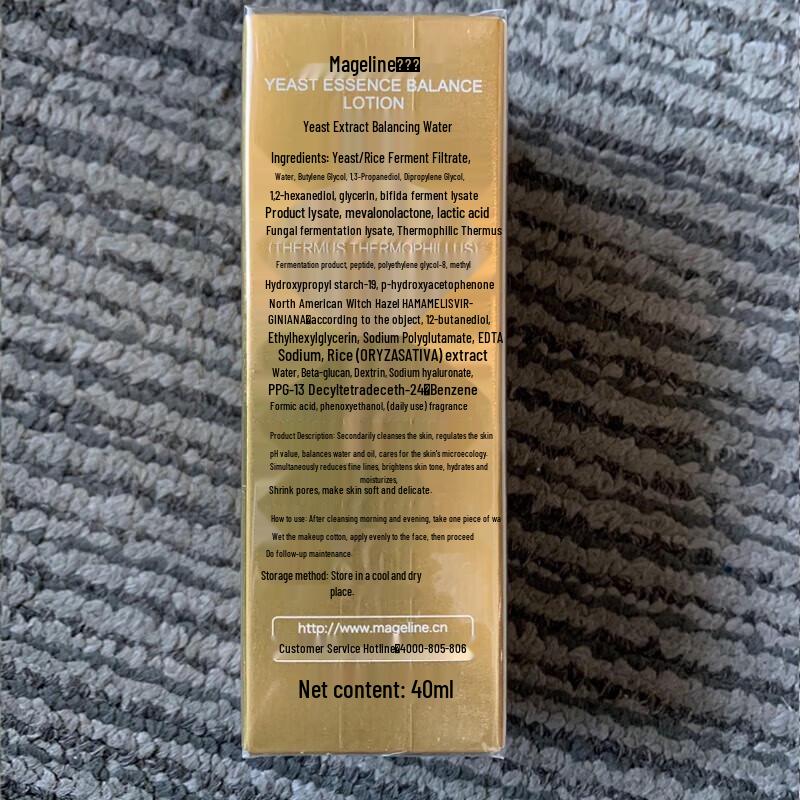 Mageline
YEAST ESSENCE BALANCE
LOTION
Yeast Extract Balancing Water
Ingredients: Yeast/Rice Ferment Filtrate,
Water, Butylene Glycol, 1,3-Propanediol, Dipropylene Glycol,
1,2-hexanediol, glycerin, bifida ferment lysate
Product lysate, mevalonolactone, lactic acid
Fungal fermentation lysate, Thermophilic Thermus
(THERMUS THERMOPHILLUS)
Fermentation product, peptide, polyethylene glycol-8, methyl
Hydroxypropyl starch-19, p-hydroxyacetophenone
North American Witch Hazel HAMAMELISVIR-
GINIANA according to the object, 12-butanediol,
Ethylhexylglycerin, Sodium Polyglutamate, EDTA
Sodium, Rice (ORYZASATIVA) extract
Water, Beta-glucan, Dextrin, Sodium hyaluronate,
PPG-13 Decyltetradeceth-24 Benzene
Formic acid, phenoxyethanol, (daily use) fragrance
Product Description: Secondarily cleanses the skin, regulates the skin
pH value, balances water and oil, cares for the skin's microecology.
Simultaneously reduces fine lines, brightens skin tone, hydrates and
moisturizes,
Shrink pores, make skin soft and delicate.
How to use: After cleansing morning and evening, take one piece of wa
Wet the makeup cotton, apply evenly to the face, then proceed
Do follow-up maintenance
Storage method: Store in a cool and dry
place.
http://www.mageline.cn
Customer Service Hotline 4000-805-806
Net content: 40ml